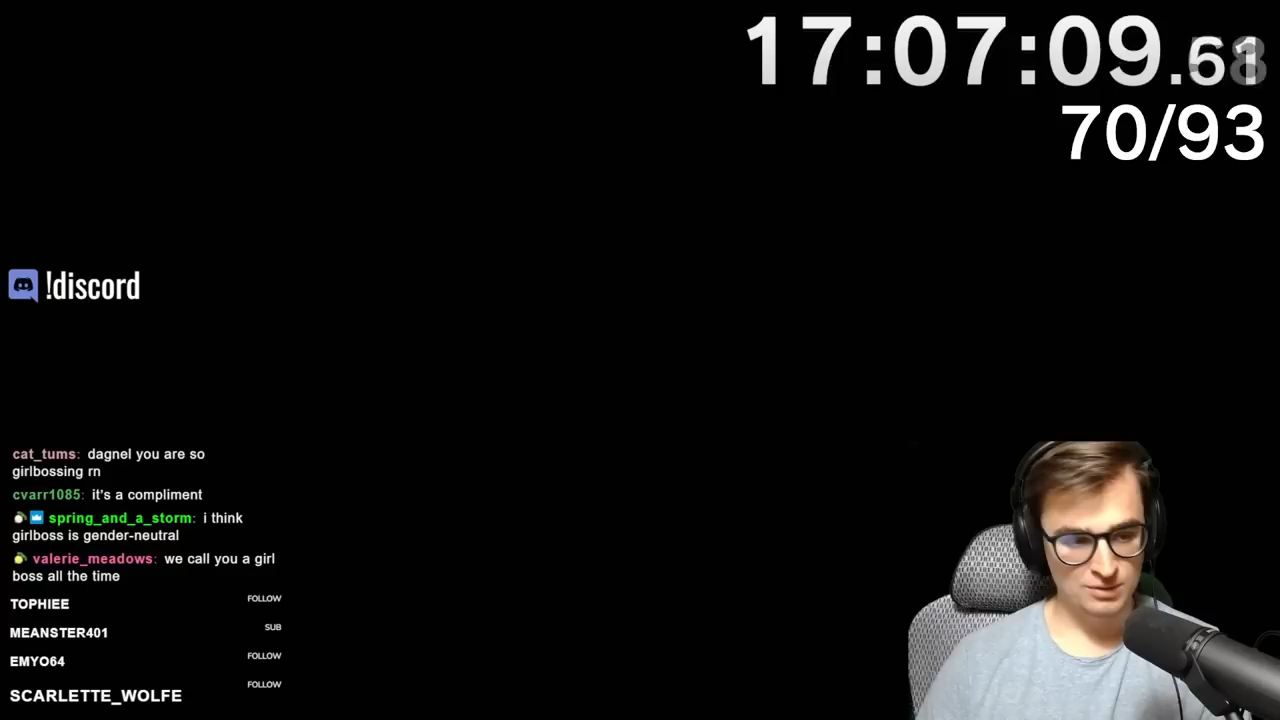 17:07:09.61
70/93
!discord
cat_tums: dagnel you are so
girlbossing rn
cvarr1085: it's a compliment
spring_and_a_storm: i think
girlboss is gender-neutral
valerie_meadows: we call you a girl
boss all the time
TOPHIEE FOLLOW
MEANSTER401 SUB
EMYO64 FOLLOW
SCARLETTE_WOLFE FOLLOW